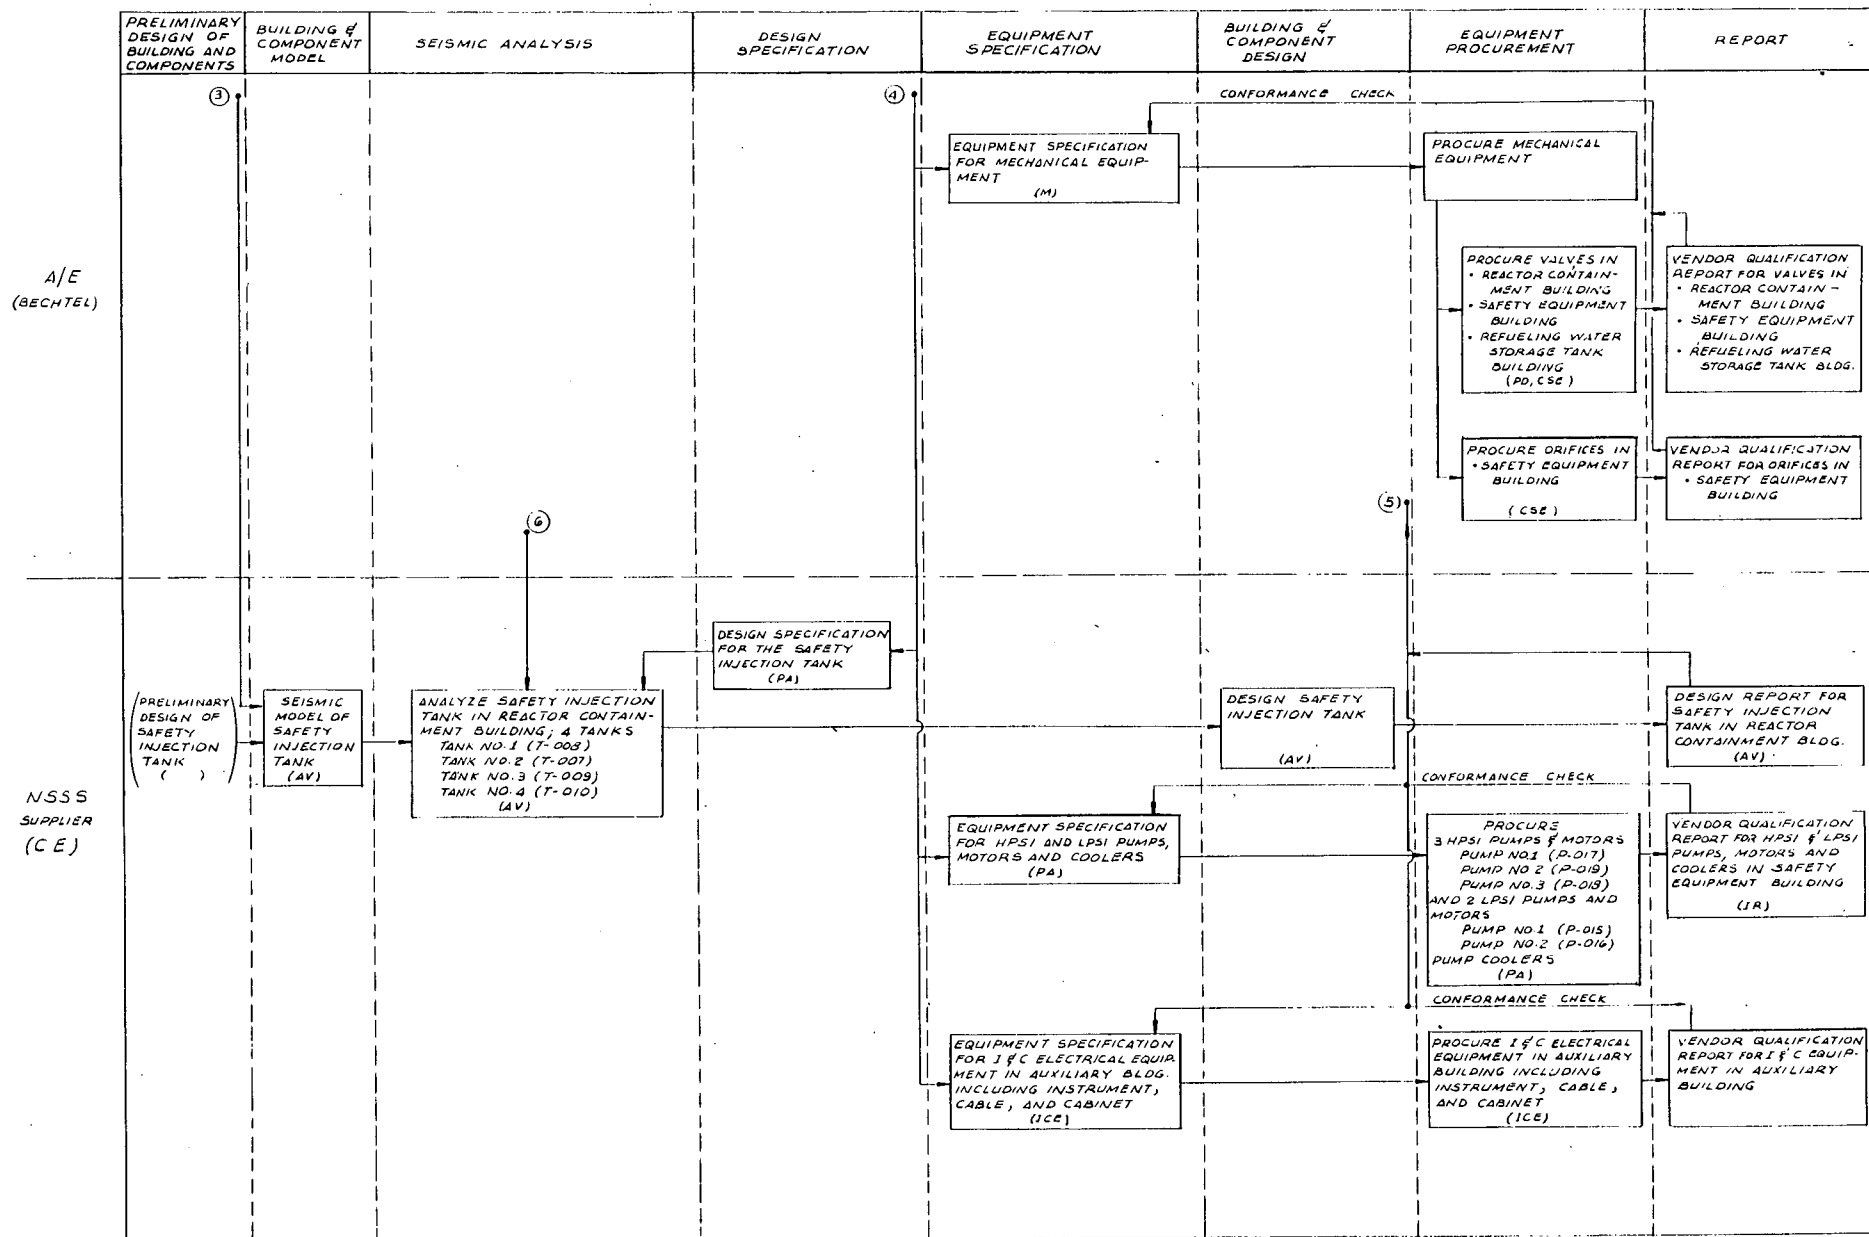 PRELIMINARY
DESIGN OF
BUILDING AND
COMPONENTS
BUILDING &
COMPONENT
MODEL
SEISMIC ANALYSIS
DESIGN
SPECIFICATION
EQUIPMENT
SPECIFICATION
BUILDING &
COMPONENT
DESIGN
EQUIPMENT
PROCUREMENT
REPORT
A/E
(BECHTEL)
3
4
CONFORMANCE CHECK
EQUIPMENT SPECIFICATION
FOR MECHANICAL EQUIP-
MENT
(M)
PROCURE MECHANICAL
EQUIPMENT
PROCURE VALVES IN
• REACTOR CONTAIN-
MENT BUILDING
• SAFETY EQUIPMENT
BUILDING
• REFUELING WATER
STORAGE TANK
BUILDING
(PD, CSE)
VENDOR QUALIFICATION
REPORT FOR VALVES IN
• REACTOR CONTAIN-
MENT BUILDING
• SAFETY EQUIPMENT
BUILDING
• REFUELING WATER
STORAGE TANK BLDG.
PROCURE ORIFICES IN
• SAFETY EQUIPMENT
BUILDING
(CSE)
VENDOR QUALIFICATION
REPORT FOR ORIFICES IN
• SAFETY EQUIPMENT
BUILDING
6
5
NSSS
SUPPLIER
(CE)
(PRELIMINARY
DESIGN OF
SAFETY
INJECTION
TANK
( ) )
SEISMIC
MODEL OF
SAFETY
INJECTION
TANK
(AV)
ANALYZE SAFETY INJECTION
TANK IN REACTOR CONTAIN-
MENT BUILDING; 4 TANKS
TANK NO.1 (T-008)
TANK NO.2 (T-007)
TANK NO.3 (T-009)
TANK NO.4 (T-010)
(AV)
DESIGN SPECIFICATION
FOR THE SAFETY
INJECTION TANK
(PA)
DESIGN SAFETY
INJECTION TANK
(AV)
DESIGN REPORT FOR
SAFETY INJECTION
TANK IN REACTOR
CONTAINMENT BLDG.
(AV)
CONFORMANCE CHECK
EQUIPMENT SPECIFICATION
FOR HPSI AND LPSI PUMPS,
MOTORS AND COOLERS
(PA)
PROCURE
3 HPSI PUMPS & MOTORS
PUMP NO.1 (P-017)
PUMP NO 2 (P-019)
PUMP NO.3 (P-018)
AND 2 LPSI PUMPS AND
MOTORS
PUMP NO.1 (P-015)
PUMP NO.2 (P-016)
PUMP COOLERS
(PA)
VENDOR QUALIFICATION
REPORT FOR HPSI & LPSI
PUMPS, MOTORS AND
COOLERS IN SAFETY
EQUIPMENT BUILDING
(IR)
CONFORMANCE CHECK
EQUIPMENT SPECIFICATION
FOR I & C ELECTRICAL EQUIP-
MENT IN AUXILIARY BLDG.
INCLUDING INSTRUMENT,
CABLE, AND CABINET
(ICE)
PROCURE I & C ELECTRICAL
EQUIPMENT IN AUXILIARY
BUILDING INCLUDING
INSTRUMENT, CABLE,
AND CABINET
(ICE)
VENDOR QUALIFICATION
REPORT FOR I & C EQUIP-
MENT IN AUXILIARY
BUILDING